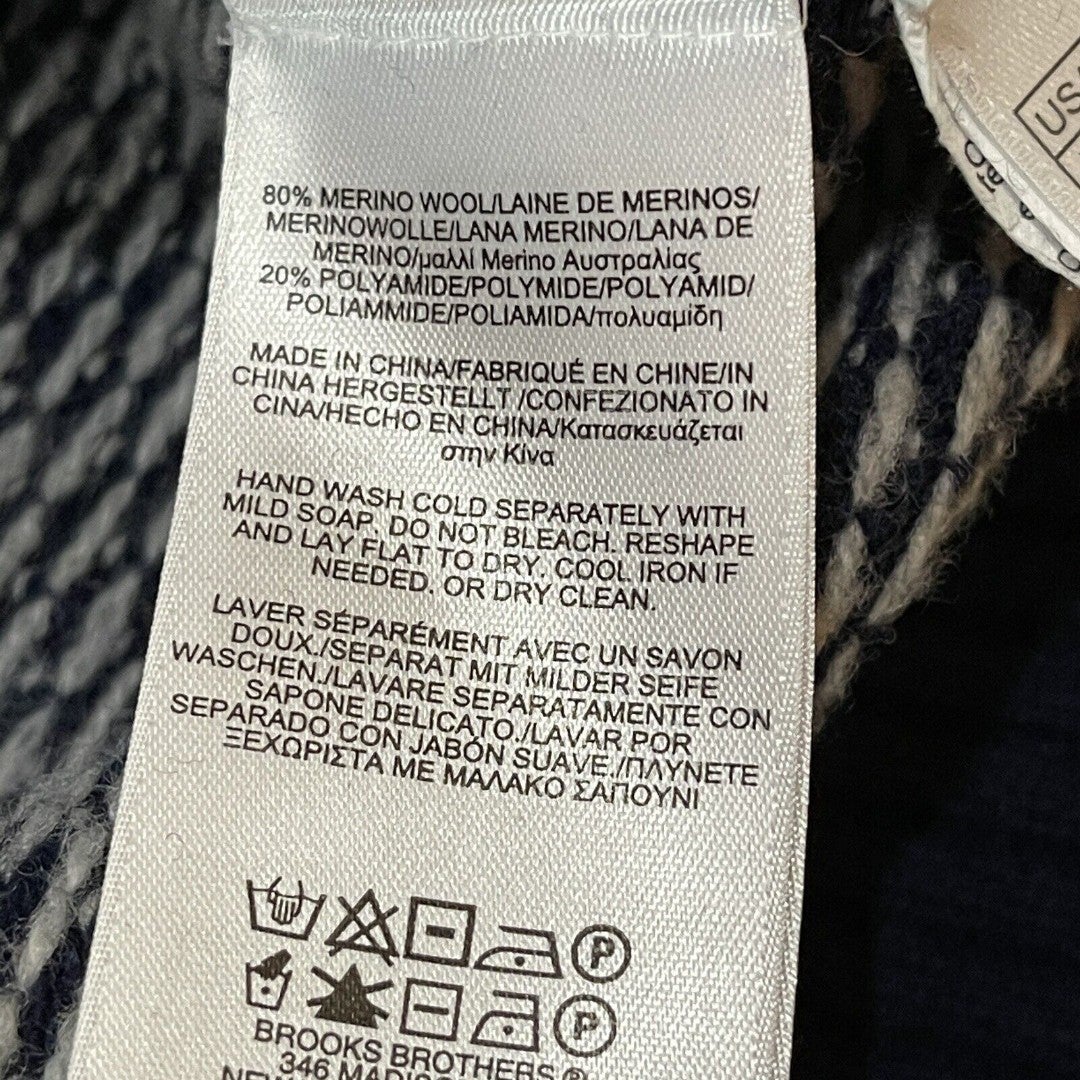 80% MERINO WOOL/LAINE DE MERINOS/
MERINOWOLLE/LANA MERINO/LANA DE
MERINO/μαλλί Merino Αυστραλίας
20% POLYAMIDE/POLYMIDE/POLYAMID/
POLIAMMIDE/POLIAMIDA/πολυαμίδη
MADE IN CHINA/FABRIQUÉ EN CHINE/IN
CHINA HERGESTELLT /CONFEZIONATO IN
CINA/HECHO EN CHINA/Κατασκευάζεται
στην Κίνα
HAND WASH COLD SEPARATELY WITH
MILD SOAP. DO NOT BLEACH. RESHAPE
AND LAY FLAT TO DRY. COOL IRON IF
NEEDED. OR DRY CLEAN.
LAVER SÉPARÉMENT AVEC UN SAVON
DOUX./SEPARAT MIT MILDER SEIFE
WASCHEN./LAVARE SEPARATAMENTE CON
SAPONE DELICATO./LAVAR POR
SEPARADO CON JABÓN SUAVE./ΠΛΥΝΕΤΕ
ΞΕΧΩΡΙΣΤΑ ΜΕ ΜΑΛΑΚΟ ΣΑΠΟΥΝΙ
P
P
BROOKS BROTHERS ®
346